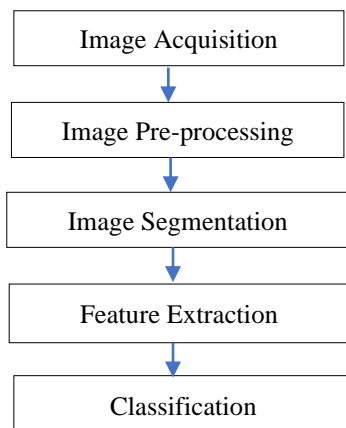 Image Acquisition
Image Pre-processing
Image Segmentation
Feature Extraction
Classification